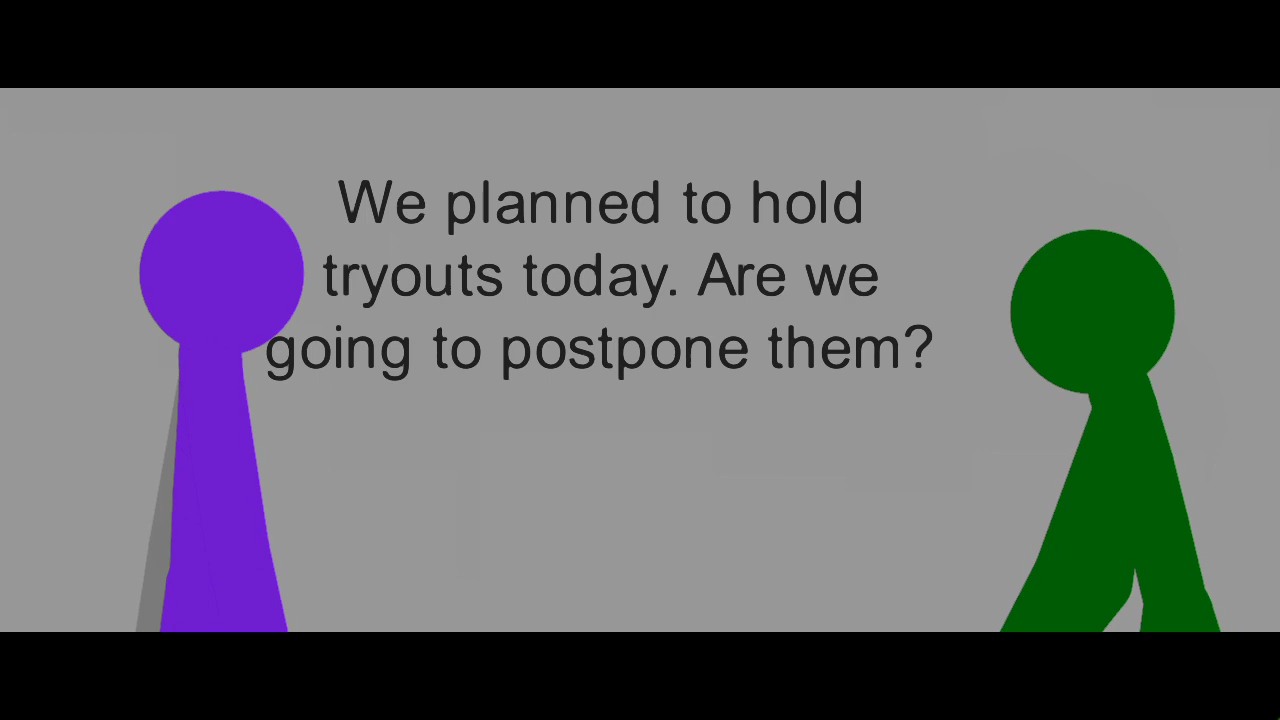 We planned to hold
tryouts today. Are we
going to postpone them?